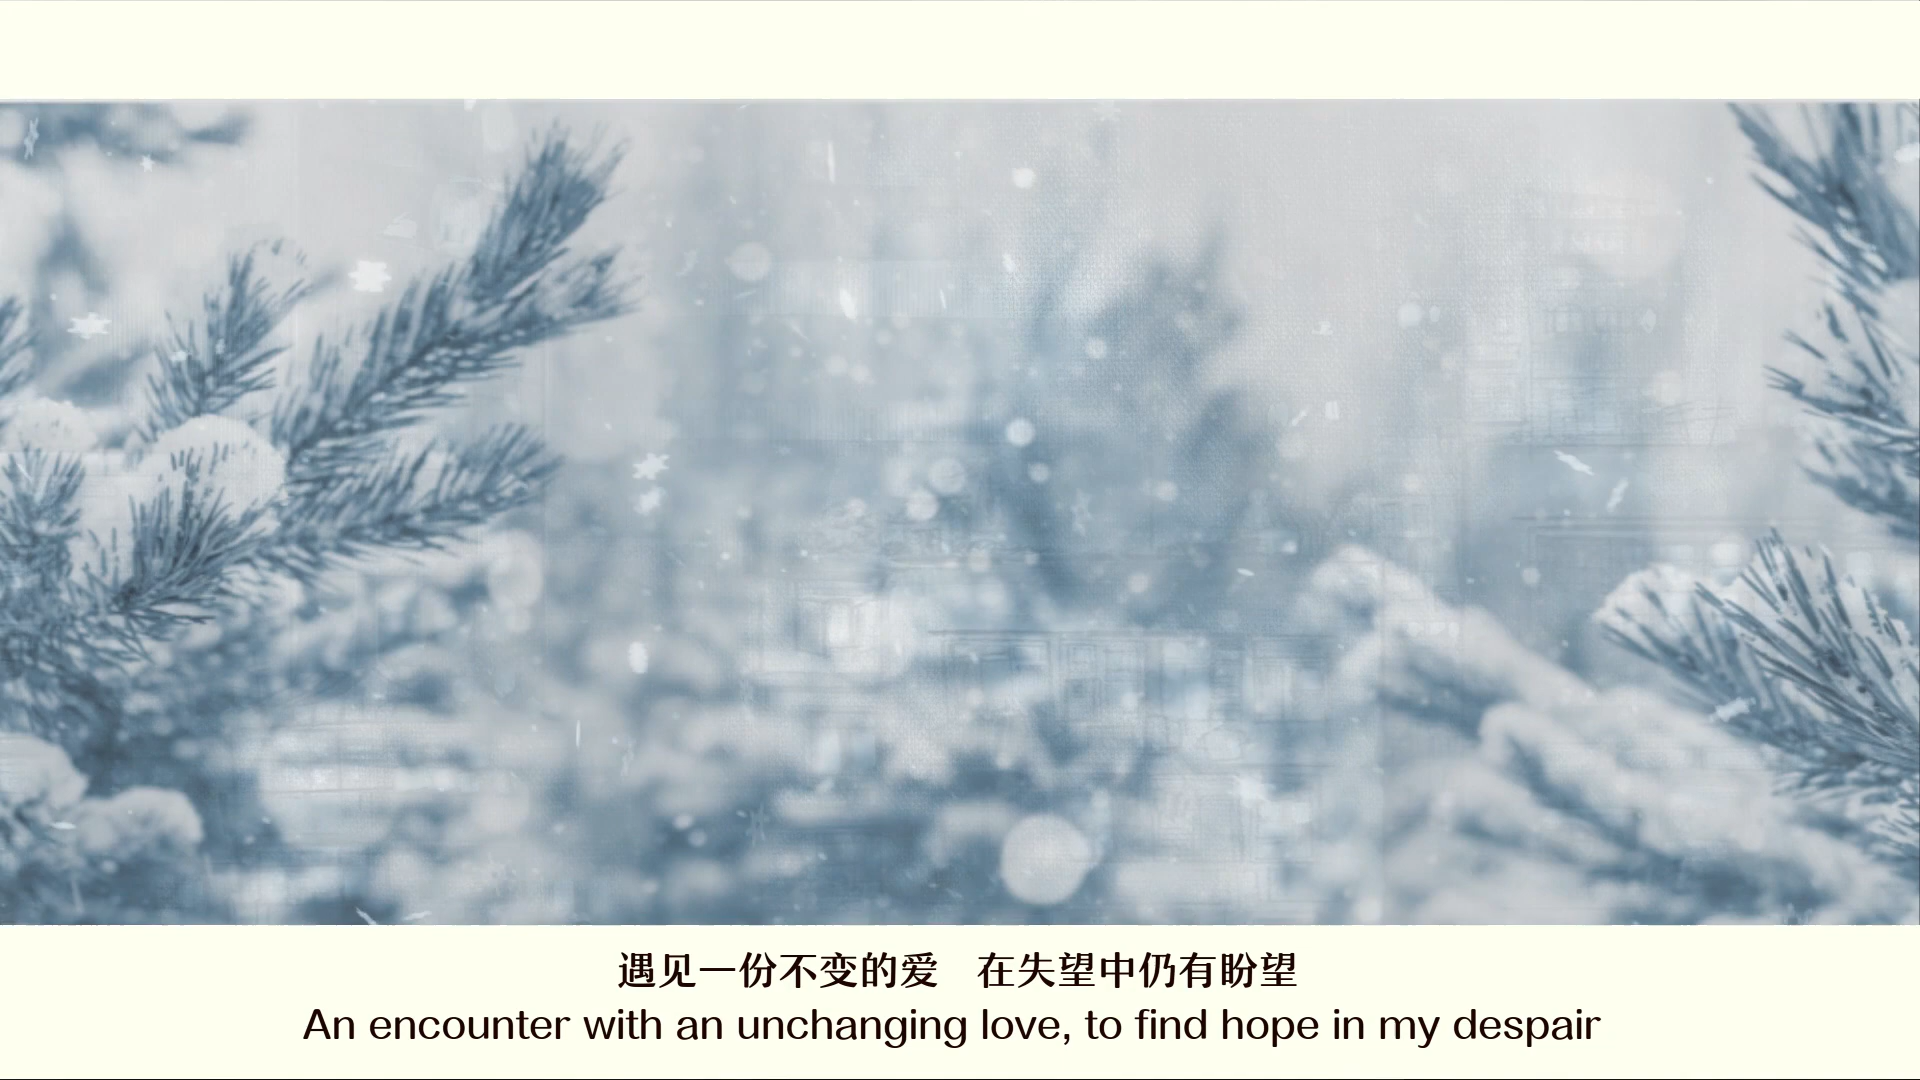 遇见一份不变的爱　在失望中仍有盼望
An encounter with an unchanging love, to find hope in my despair